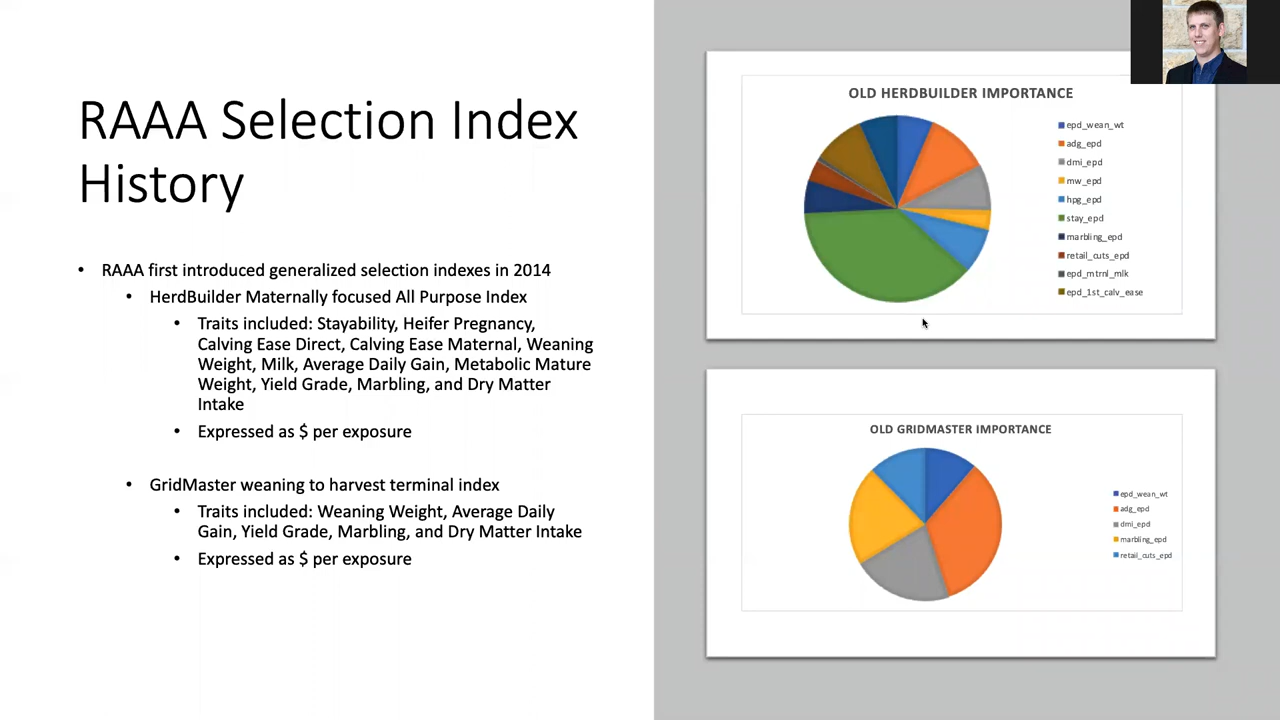 RAAA Selection Index
History
• RAAA first introduced generalized selection indexes in 2014
• HerdBuilder Maternally focused All Purpose Index
• Traits included: Stayability, Heifer Pregnancy,
Calving Ease Direct, Calving Ease Maternal, Weaning
Weight, Milk, Average Daily Gain, Metabolic Mature
Weight, Yield Grade, Marbling, and Dry Matter
Intake
• Expressed as $ per exposure
• GridMaster weaning to harvest terminal index
• Traits included: Weaning Weight, Average Daily
Gain, Yield Grade, Marbling, and Dry Matter Intake
• Expressed as $ per exposure
OLD HERDBUILDER IMPORTANCE
epd_wean_wt
adg_epd
dmi_epd
mw_epd
hpg_epd
stay_epd
marbling_epd
retail_cuts_epd
epd_mtrnl_mlk
epd_1st_calv_ease
OLD GRIDMASTER IMPORTANCE
epd_wean_wt
adg_epd
dmi_epd
marbling_epd
retail_cuts_epd